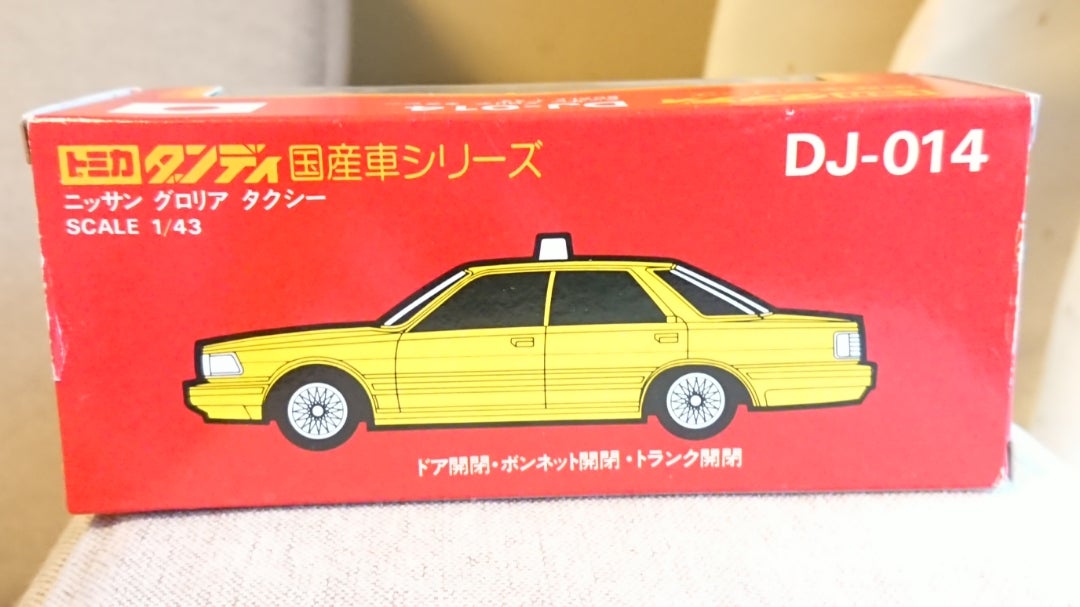 DJ-014
トミカ ダンディ 国産車シリーズ
DJ-014
ニッサン グロリア タクシー
SCALE 1/43
ドア開閉・ボンネット開閉・トランク開閉